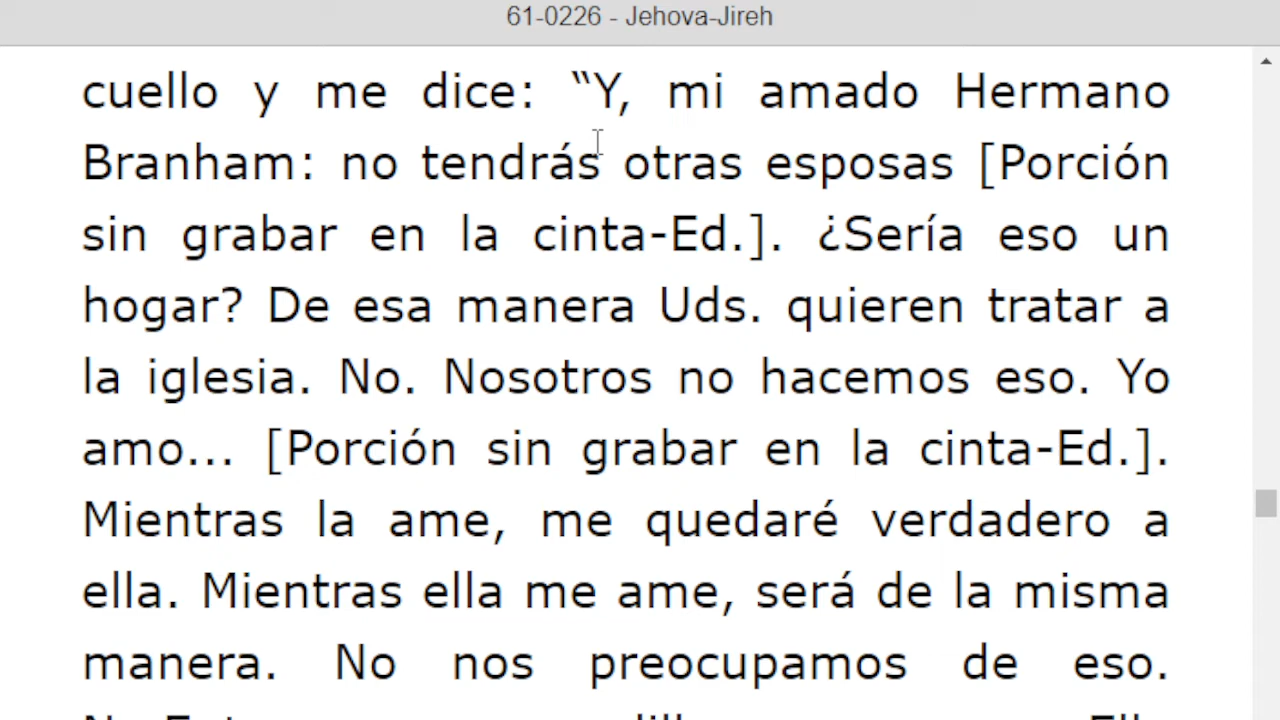 61-0226 - Jehova-Jireh
cuello y me dice: “Y, mi amado Hermano
Branham: no tendrás otras esposas [Porción
sin grabar en la cinta-Ed.]. ¿Sería eso un
hogar? De esa manera Uds. quieren tratar a
la iglesia. No. Nosotros no hacemos eso. Yo
amo... [Porción sin grabar en la cinta-Ed.].
Mientras la ame, me quedaré verdadero a
ella. Mientras ella me ame, será de la misma
manera. No nos preocupamos de eso.